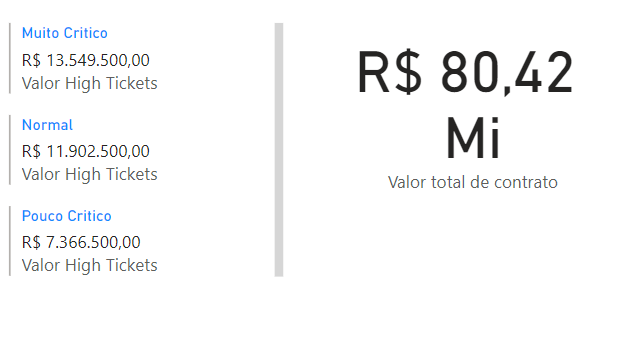 Muito Critico
R$ 13.549.500,00
Valor High Tickets
Normal
R$ 11.902.500,00
Valor High Tickets
Pouco Critico
R$ 7.366.500,00
Valor High Tickets
R$ 80,42
Mi
Valor total de contrato